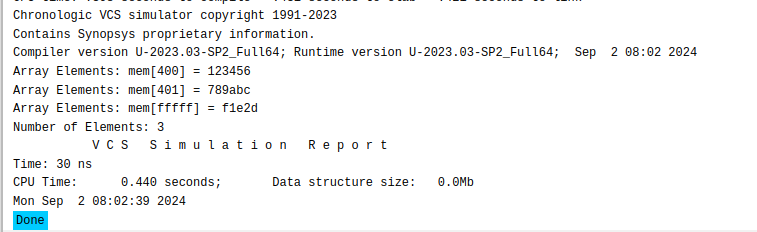 Chronologic VCS simulator copyright 1991-2023
Contains Synopsys proprietary information.
Compiler version U-2023.03-SP2_Full64; Runtime version U-2023.03-SP2_Full64;  Sep  2 08:02 2024
Array Elements: mem[400] = 123456
Array Elements: mem[401] = 789abc
Array Elements: mem[fffff] = f1e2d
Number of Elements: 3
           V C S   S i m u l a t i o n   R e p o r t
Time: 30 ns
CPU Time:      0.440 seconds;       Data structure size:   0.0Mb
Mon Sep  2 08:02:39 2024
Done